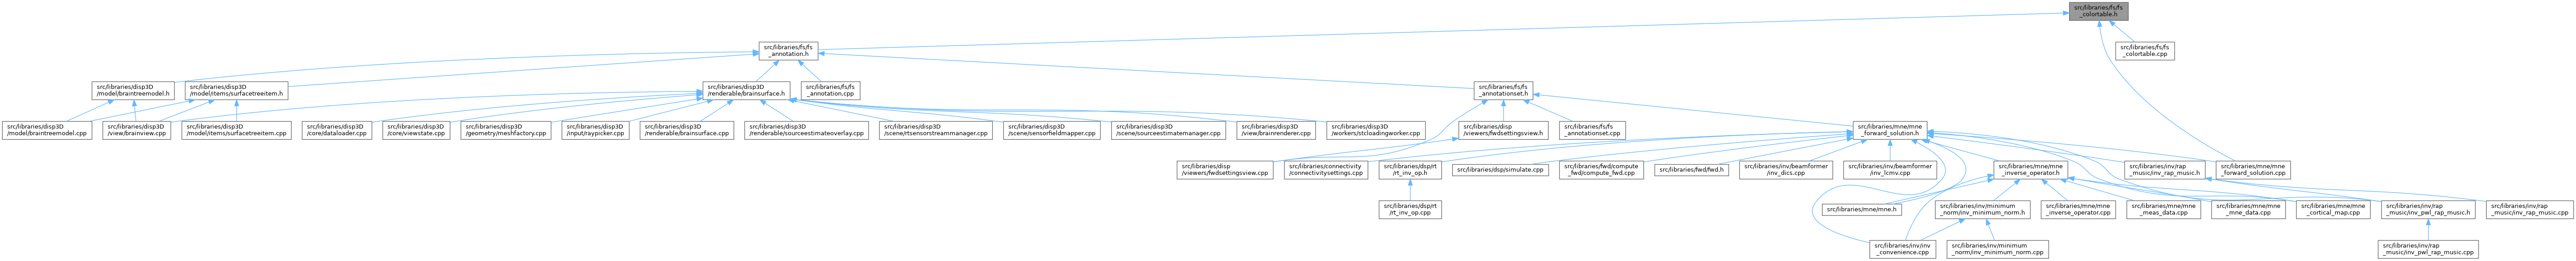 src/libraries/fs/fs
_colortable.h
src/libraries/fs/fs
_annotation.h
src/libraries/fs/fs
_colortable.cpp
src/libraries/disp3D
/model/braintreemodel.h
src/libraries/disp3D
/model/items/surfacetreeitem.h
src/libraries/disp3D
/renderable/brainsurface.h
src/libraries/fs/fs
_annotation.cpp
src/libraries/fs/fs
_annotationset.h
src/libraries/disp3D
/model/braintreemodel.cpp
src/libraries/disp3D
/view/brainview.cpp
src/libraries/disp3D
/model/items/surfacetreeitem.cpp
src/libraries/disp3D
/core/dataloader.cpp
src/libraries/disp3D
/core/viewstate.cpp
src/libraries/disp3D
/geometry/meshfactory.cpp
src/libraries/disp3D
/input/raypicker.cpp
src/libraries/disp3D
/renderable/brainsurface.cpp
src/libraries/disp3D
/renderable/sourceestimateoverlay.cpp
src/libraries/disp3D
/scene/rtsensorstreammanager.cpp
src/libraries/disp3D
/scene/sensorfieldmapper.cpp
src/libraries/disp3D
/scene/sourceestimatemanager.cpp
src/libraries/disp3D
/view/brainrenderer.cpp
src/libraries/disp3D
/workers/stcloadingworker.cpp
src/libraries/disp
/viewers/fwdsettingsview.h
src/libraries/fs/fs
_annotationset.cpp
src/libraries/mne/mne
_forward_solution.h
src/libraries/disp
/viewers/fwdsettingsview.cpp
src/libraries/connectivity
/connectivitysettings.cpp
src/libraries/dsp/rt
/rt_inv_op.h
src/libraries/dsp/simulate.cpp
src/libraries/fwd/compute
_fwd/compute_fwd.cpp
src/libraries/fwd/fwd.h
src/libraries/inv/beamformer
/inv_dics.cpp
src/libraries/inv/beamformer
/inv_lcmv.cpp
src/libraries/mne/mne
_inverse_operator.h
src/libraries/inv/rap
_music/inv_rap_music.h
src/libraries/mne/mne
_forward_solution.cpp
src/libraries/dsp/rt
/rt_inv_op.cpp
src/libraries/mne/mne.h
src/libraries/inv/minimum
_norm/inv_minimum_norm.h
src/libraries/mne/mne
_inverse_operator.cpp
src/libraries/mne/mne
_meas_data.cpp
src/libraries/mne/mne
_mne_data.cpp
src/libraries/mne/mne
_cortical_map.cpp
src/libraries/inv/rap
_music/inv_pwl_rap_music.h
src/libraries/inv/rap
_music/inv_rap_music.cpp
src/libraries/inv/inv
_convenience.cpp
src/libraries/inv/minimum
_norm/inv_minimum_norm.cpp
src/libraries/inv/rap
_music/inv_pwl_rap_music.cpp